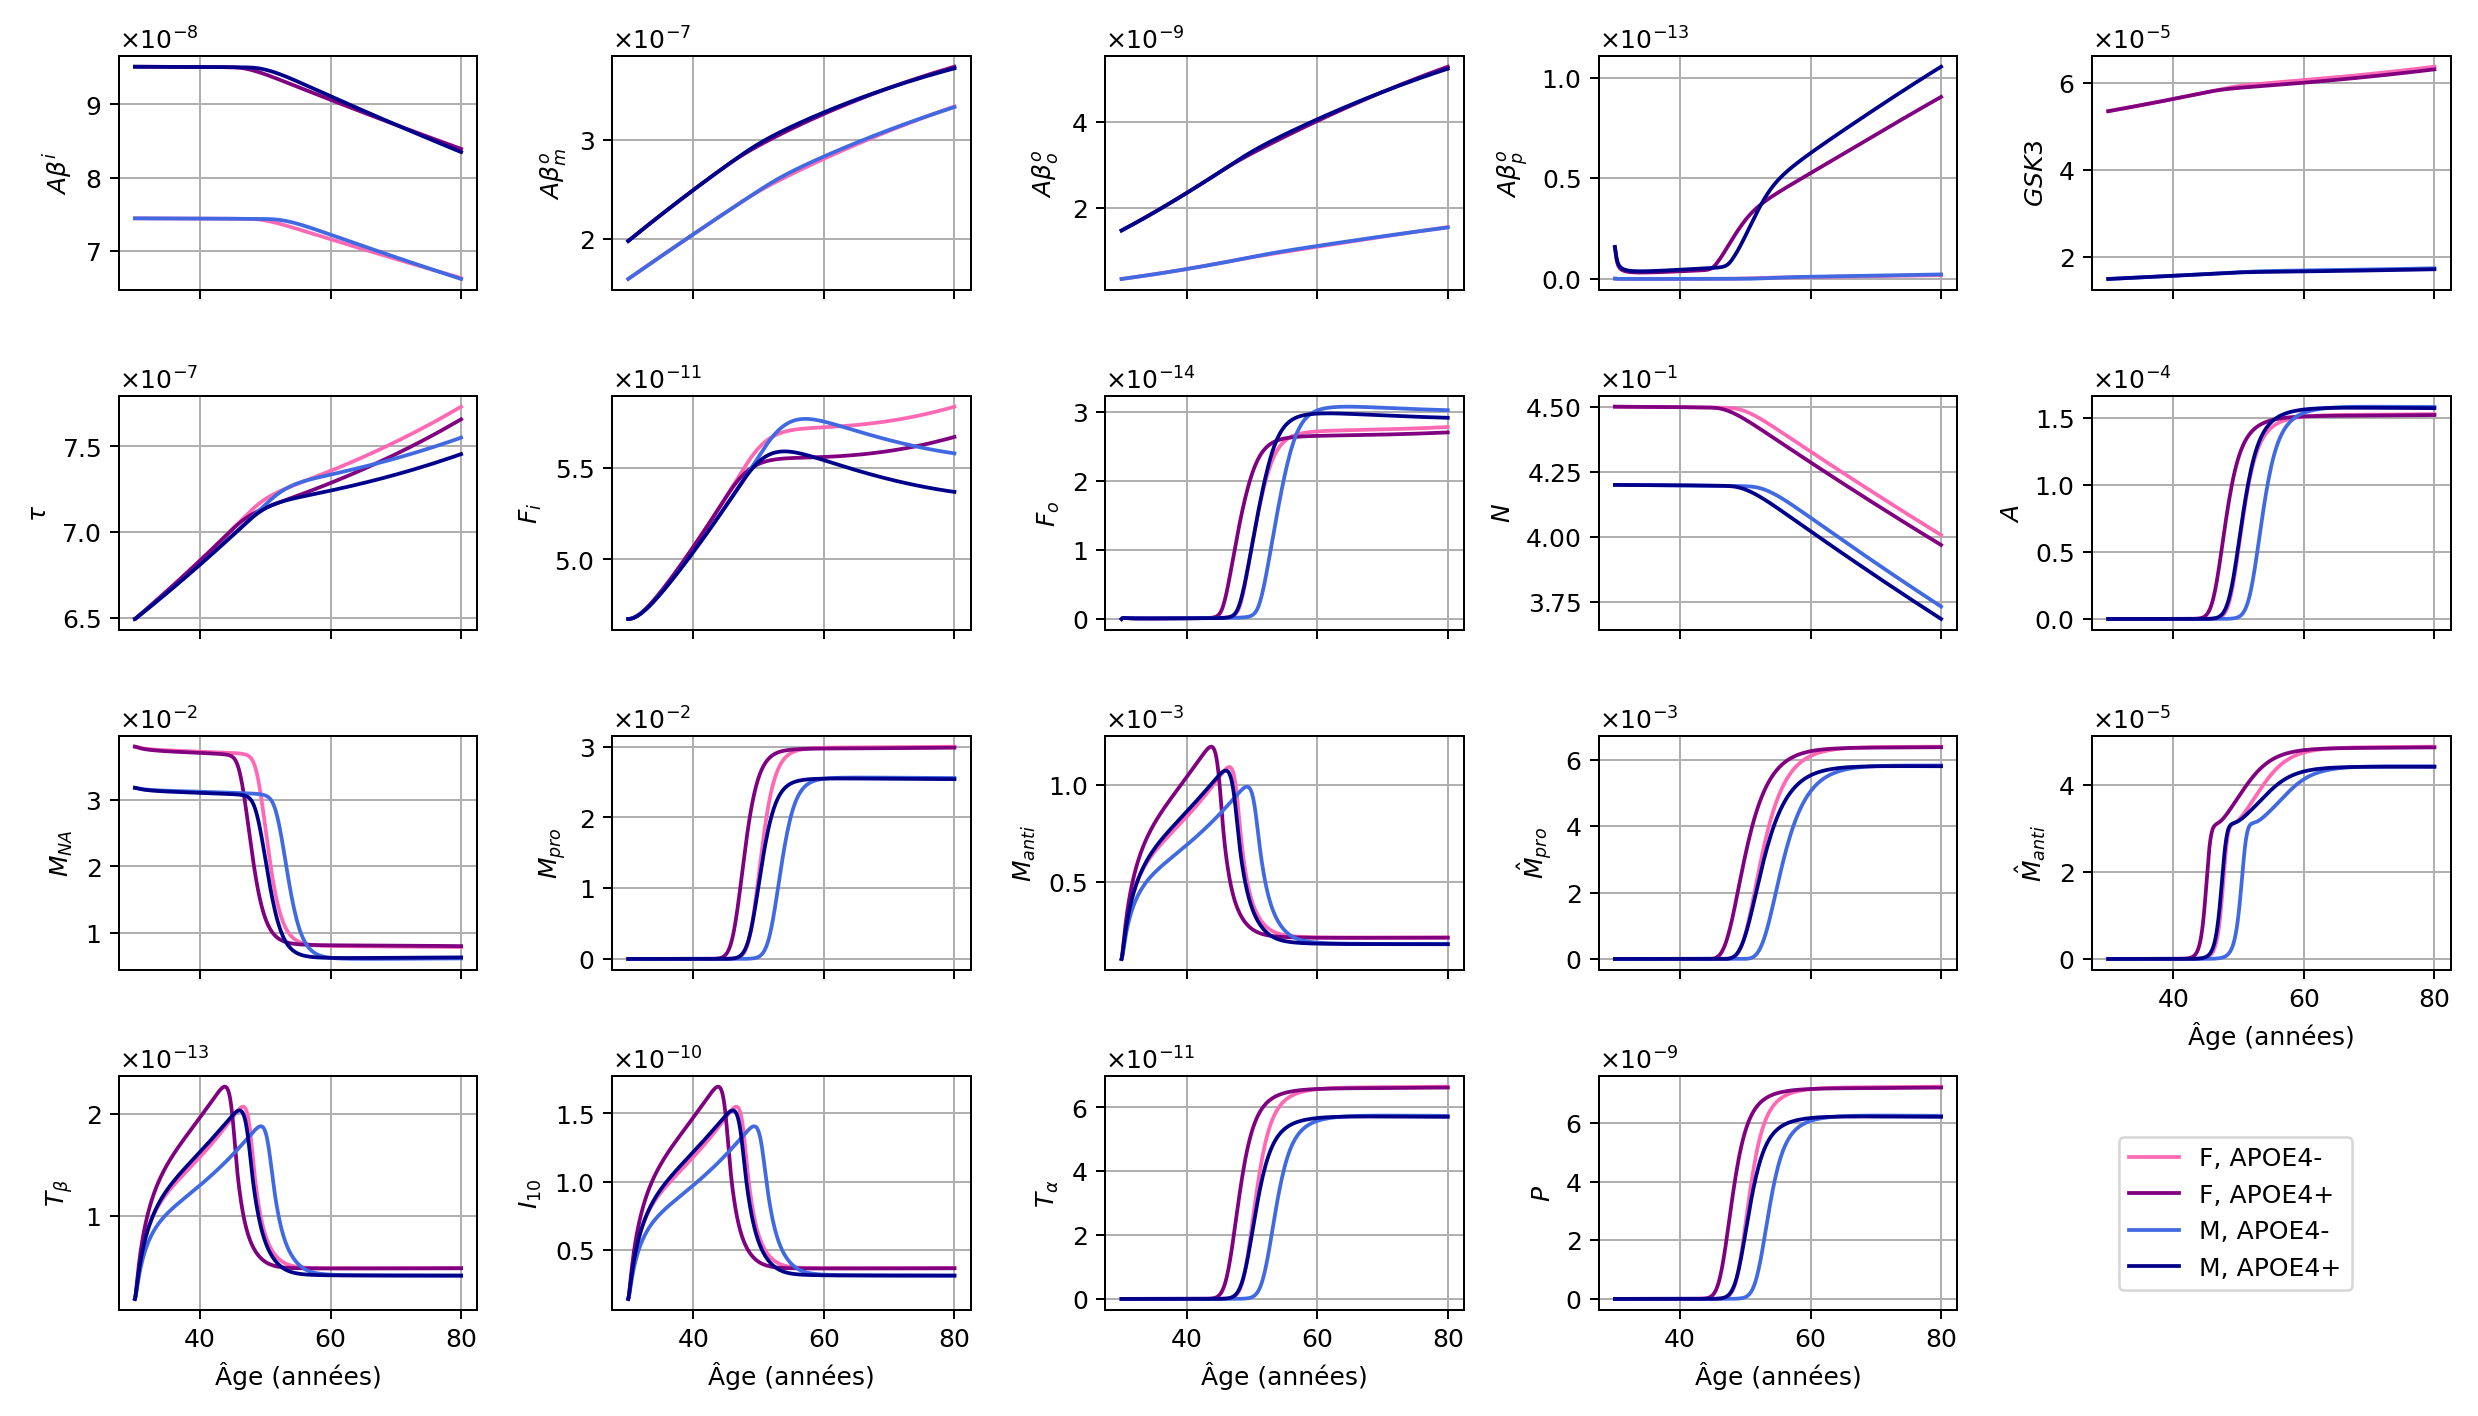 ×10⁻⁸ ×10⁻⁷ ×10⁻⁹ ×10⁻¹³ ×10⁻⁵
Aβⁱ 9 8 7
Aβₘᵒ 3 2
Aβₒᵒ 4 2
Aβₚᵒ 1.0 0.5 0.0
GSK3 6 4 2
×10⁻⁷ ×10⁻¹¹ ×10⁻¹⁴ ×10⁻¹ ×10⁻⁴
τ 7.5 7.0 6.5
Fᵢ 5.5 5.0
Fₒ 3 2 1 0
N 4.50 4.25 4.00 3.75
A 1.5 1.0 0.5 0.0
×10⁻² ×10⁻² ×10⁻³ ×10⁻³ ×10⁻⁵
M_NA 3 2 1
M_pro 3 2 1 0
M_anti 1.0 0.5
M̂_pro 6 4 2 0
M̂_anti 4 2 0
40 60 80
Âge (années)
×10⁻¹³ ×10⁻¹⁰ ×10⁻¹¹ ×10⁻⁹
T_β 2 1
I₁₀ 1.5 1.0 0.5
T_α 6 4 2 0
P 6 4 2 0
F, APOE4-
F, APOE4+
M, APOE4-
M, APOE4+
40 60 80 40 60 80 40 60 80 40 60 80
Âge (années) Âge (années) Âge (années) Âge (années)